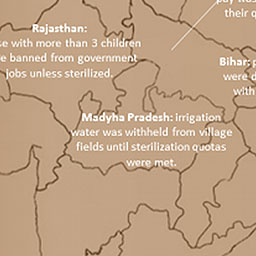 pay
their
Rajasthan:
se with more than 3 children
e banned from government
jobs unless sterilized.
Bihar:
were d
with
Madyha Pradesh: irrigation
water was withheld from village
fields until sterilization quotas
were met.